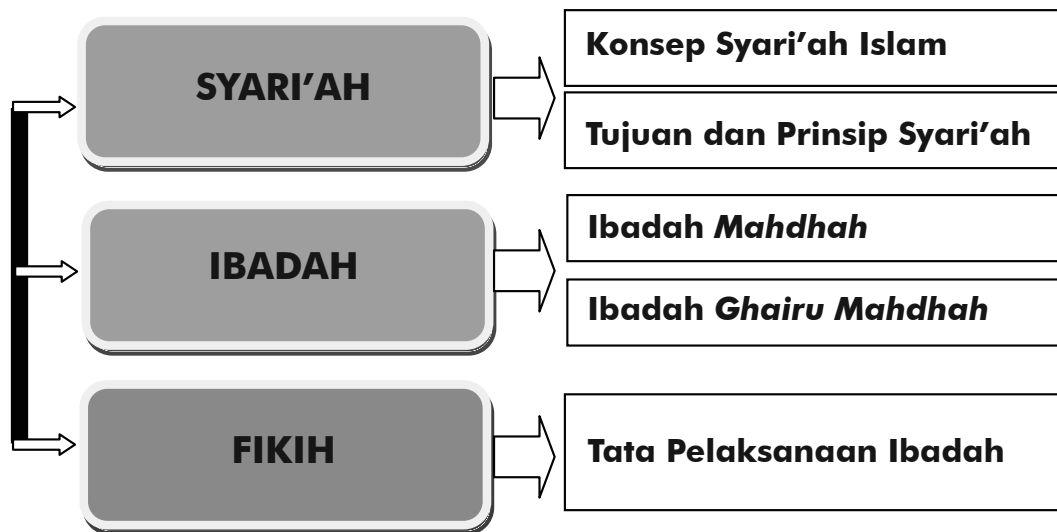 SYARI’AH
Konsep Syari’ah Islam
Tujuan dan Prinsip Syari’ah
IBADAH
Ibadah Mahdhah
Ibadah Ghairu Mahdhah
FIKIH
Tata Pelaksanaan Ibadah